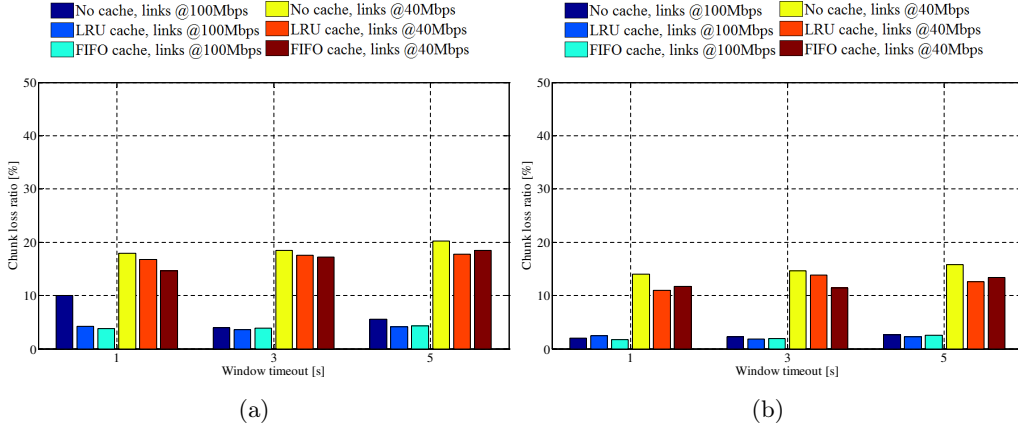 No cache, links @100Mbps No cache, links @40Mbps
LRU cache, links @100Mbps LRU cache, links @40Mbps
FIFO cache, links @100Mbps FIFO cache, links @40Mbps
50
40
30
20
10
0
Chunk loss ratio [%]
1 3 5
Window timeout [s]
(a)
No cache, links @100Mbps No cache, links @40Mbps
LRU cache, links @100Mbps LRU cache, links @40Mbps
FIFO cache, links @100Mbps FIFO cache, links @40Mbps
50
40
30
20
10
0
Chunk loss ratio [%]
1 3 5
Window timeout [s]
(b)